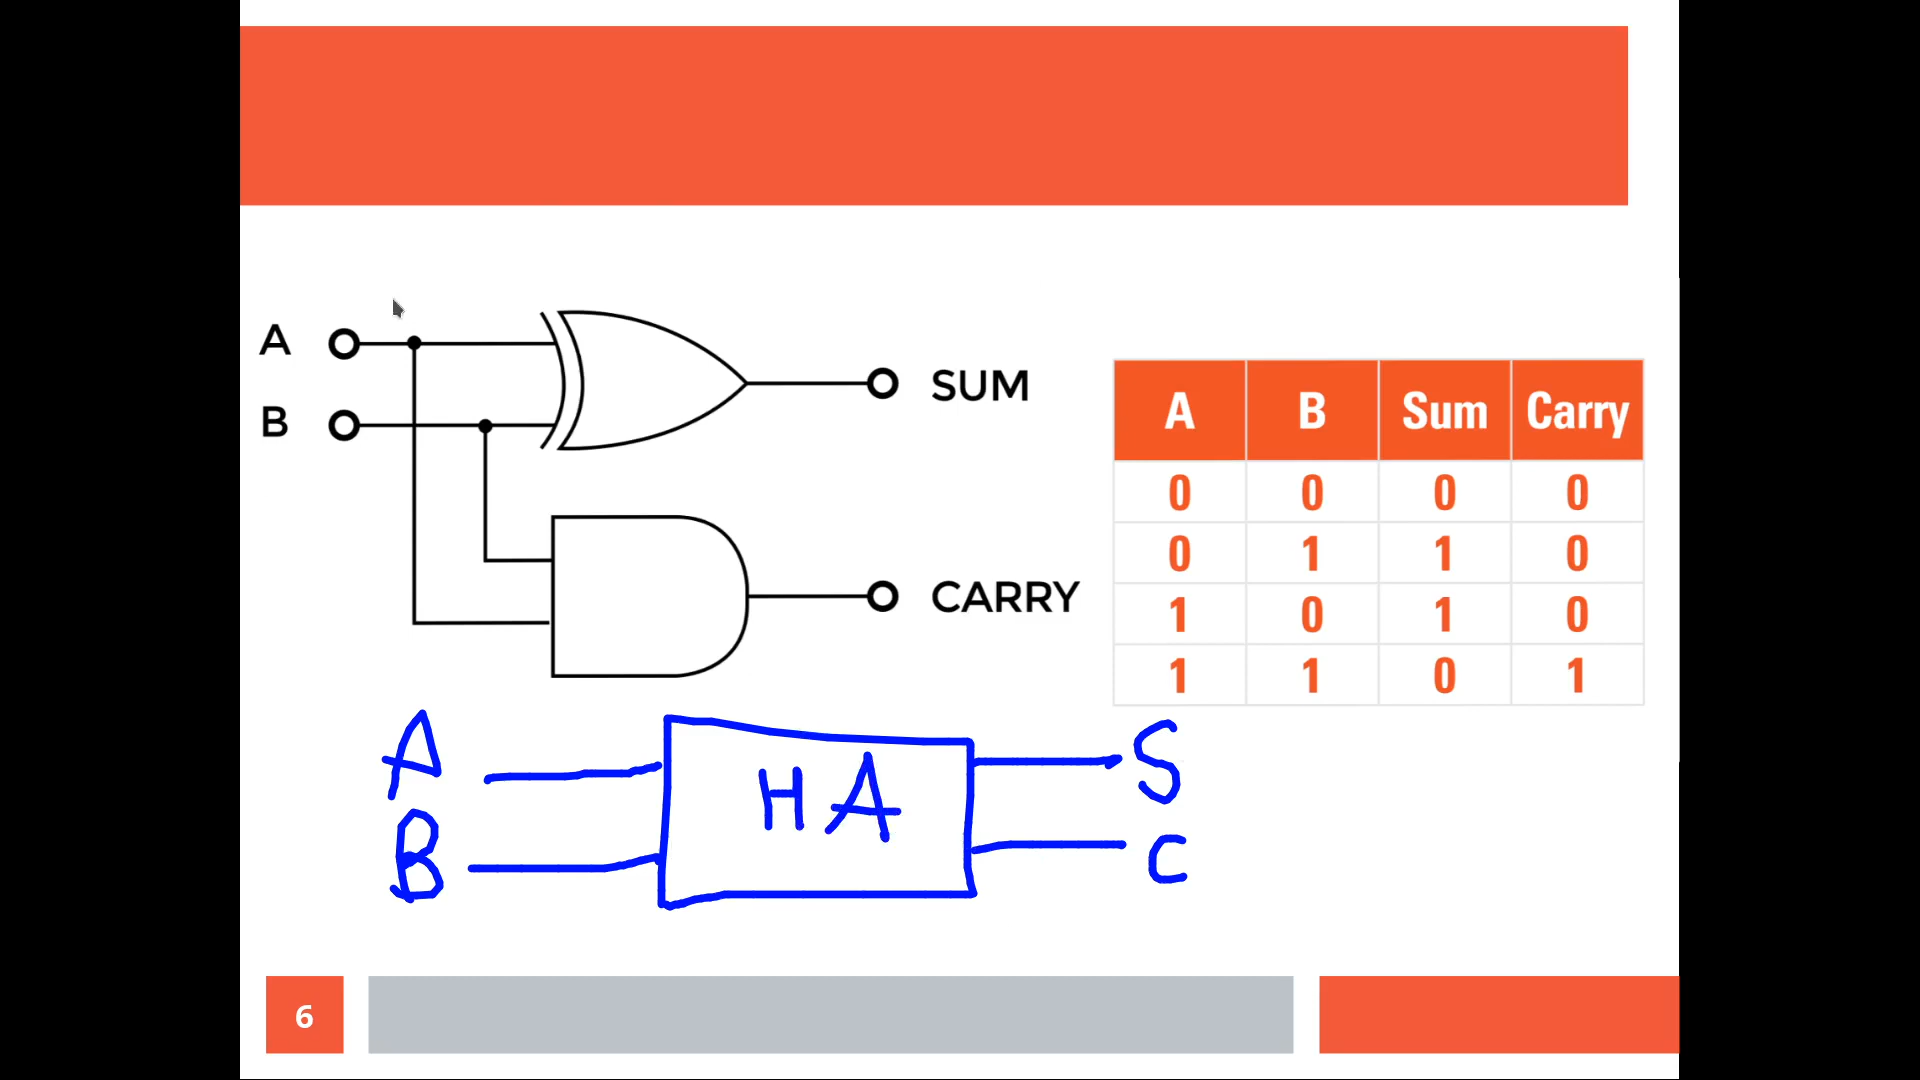 A
B
SUM
CARRY
A B Sum Carry
0 0 0 0
0 1 1 0
1 0 1 0
1 1 0 1
A
B
HA
S
C
6